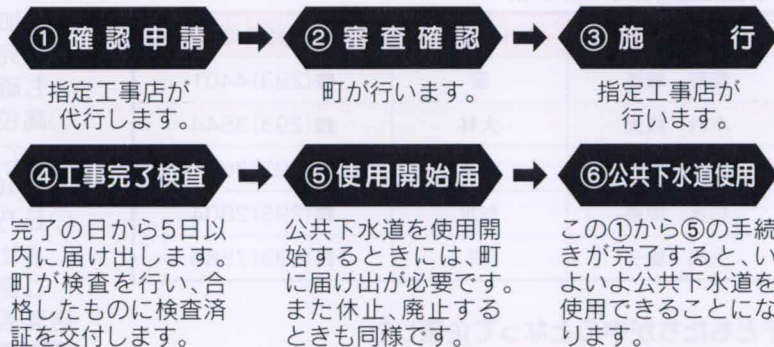 ①確認申請
指定工事店が
代行します。
②審査確認
町が行います。
③施行
指定工事店が
行います。
④工事完了検査
完了の日から5日以
内に届け出します。
町が検査を行い、合
格したものに検査済
証を交付します。
⑤使用開始届
公共下水道を使用開
始するときには、町
に届け出が必要です。
また休止、廃止する
ときも同様です。
⑥公共下水道使用
この①から⑤の手続
きが完了すると、い
よいよ公共下水道を
使用できることにな
ります。